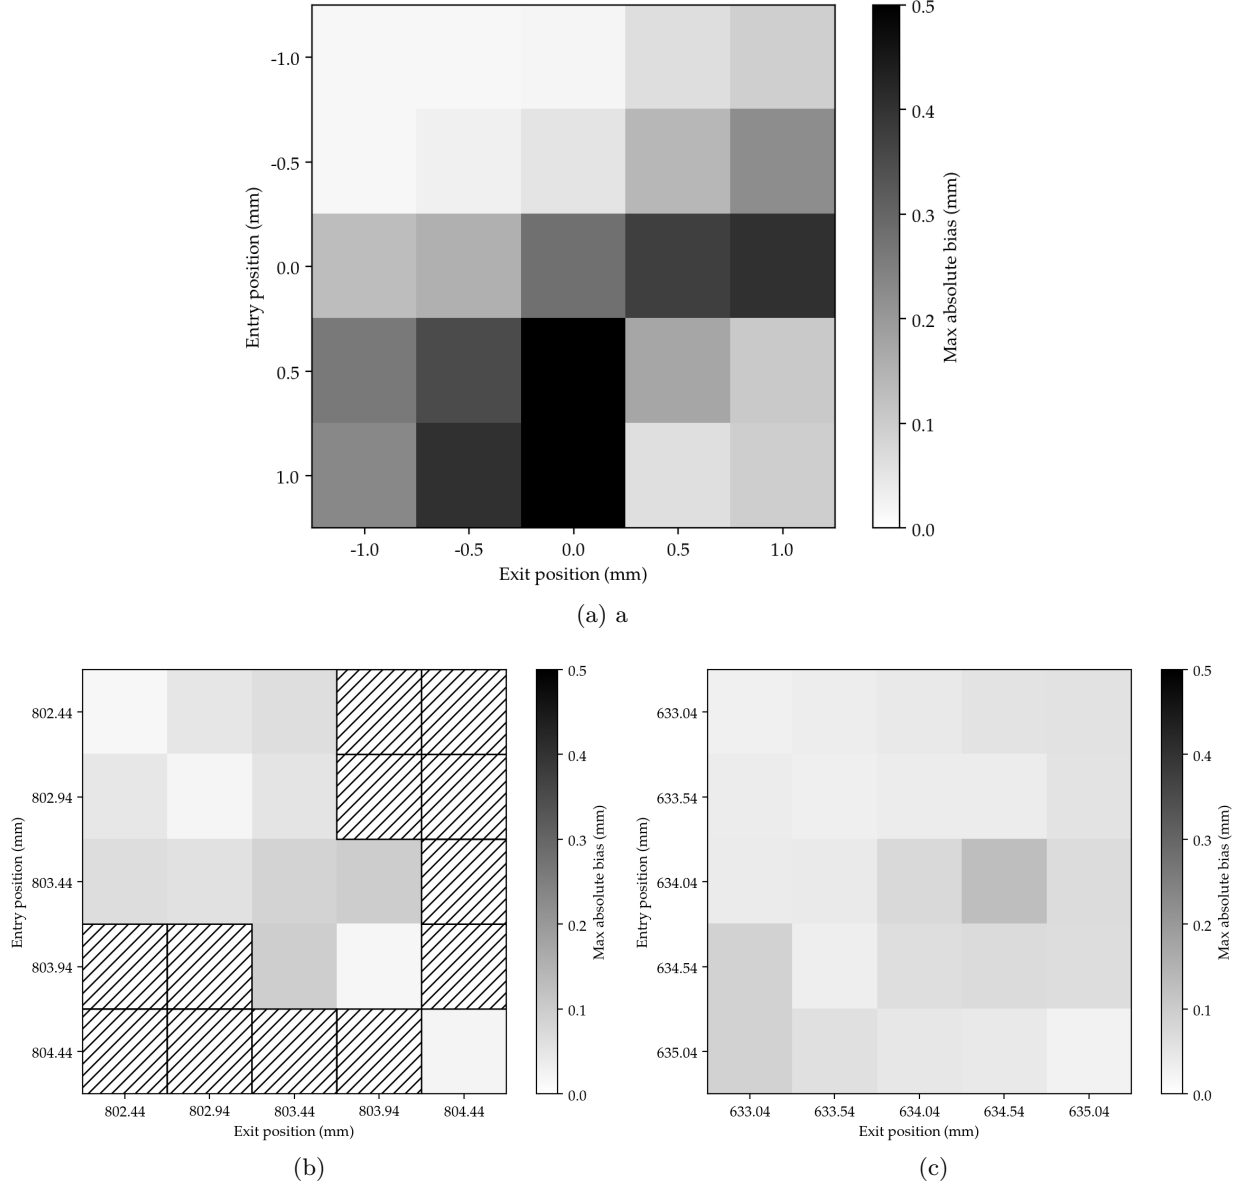 0.5
-1.0
0.4
-0.5
0.3
Entry position (mm)
0.0
Max absolute bias (mm)
0.2
0.5
0.1
1.0
0.0
-1.0 -0.5 0.0 0.5 1.0
Exit position (mm)
(a) a
0.5
802.44
0.4
802.94
0.3
Entry position (mm)
803.44
Max absolute bias (mm)
0.2
803.94
0.1
804.44
0.0
802.44 802.94 803.44 803.94 804.44
Exit position (mm)
(b)
0.5
633.04
0.4
633.54
0.3
Entry position (mm)
634.04
Max absolute bias (mm)
0.2
634.54
0.1
635.04
0.0
633.04 633.54 634.04 634.54 635.04
Exit position (mm)
(c)